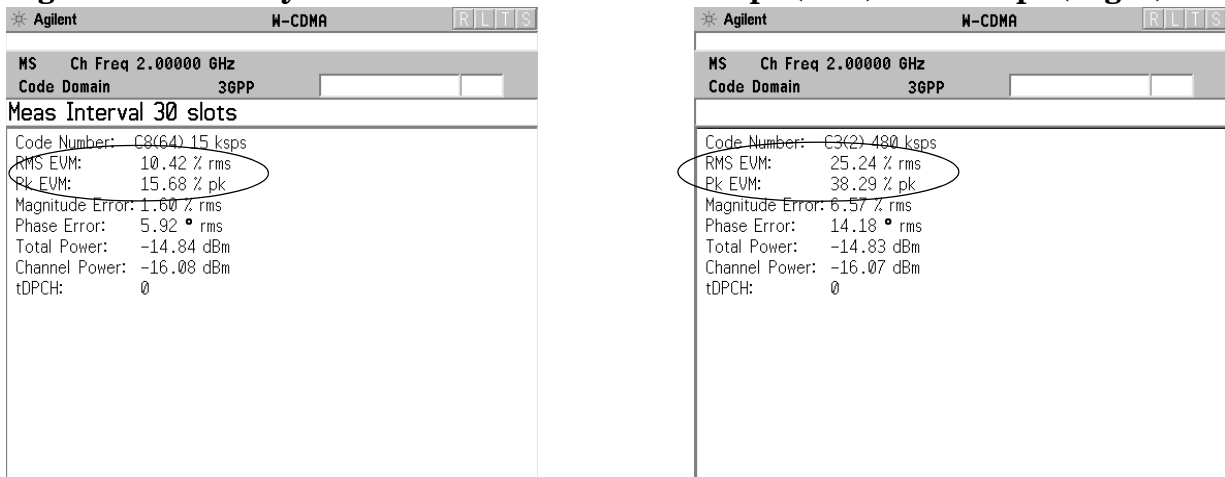 Agilent
W-CDMA
R L T S
MS Ch Freq 2.00000 GHz
Code Domain 3GPP
Meas Interval 30 slots
Code Number: C8(64) 15 ksps
RMS EVM: 10.42 % rms
Pk EVM: 15.68 % pk
Magnitude Error: 1.60 % rms
Phase Error: 5.92 ° rms
Total Power: -14.84 dBm
Channel Power: -16.08 dBm
tDPCH: 0
Agilent
W-CDMA
R L T S
MS Ch Freq 2.00000 GHz
Code Domain 3GPP
Code Number: C3(2) 480 ksps
RMS EVM: 25.24 % rms
Pk EVM: 38.29 % pk
Magnitude Error: 6.57 % rms
Phase Error: 14.18 ° rms
Total Power: -14.83 dBm
Channel Power: -16.07 dBm
tDPCH: 0